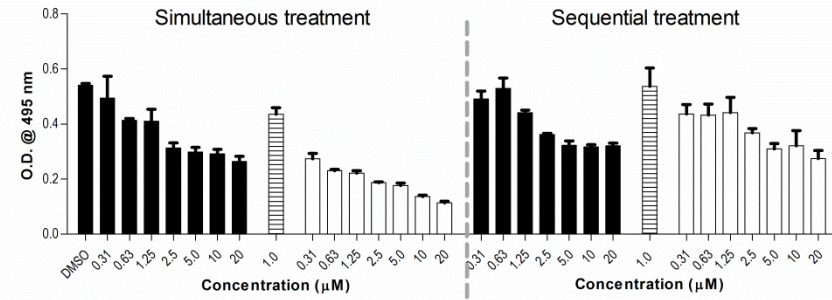 Simultaneous treatment
Sequential treatment
O.D. @ 495 nm
0.8
0.6
0.4
0.2
0.0
DMSO 0.31 0.63 1.25 2.5 5.0 10 20 1.0 0.31 0.63 1.25 2.5 5.0 10 20
0.31 0.63 1.25 2.5 5.0 10 20 1.0 0.31 0.63 1.25 2.5 5.0 10 20
Concentration (μM)
Concentration (μM)